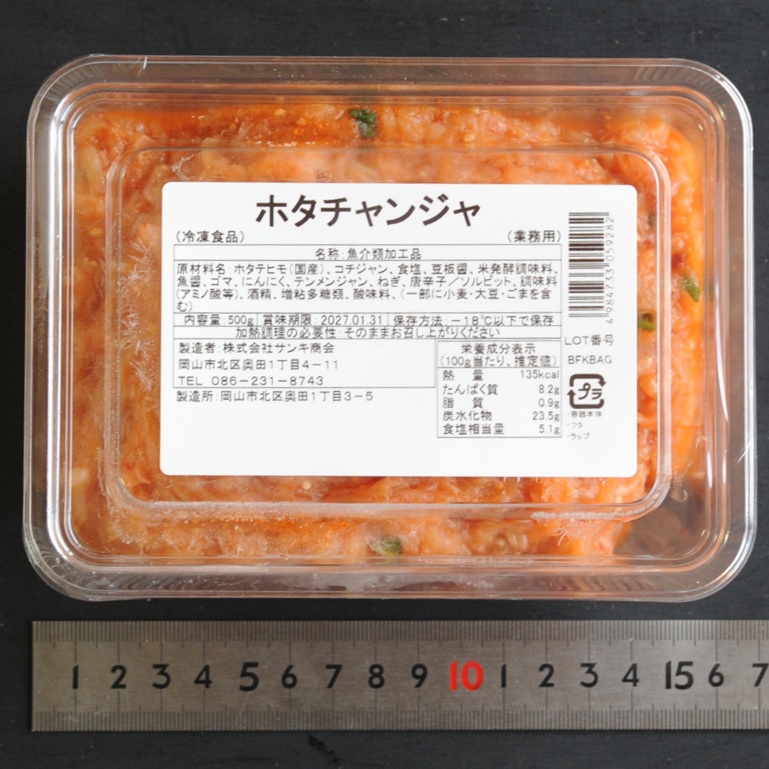 ホタチャンジャ
(冷凍食品) (業務用)
名称:魚介類加工品
原材料名:ホタテヒモ(国産)、コチジャン、食塩、豆板醤、米発酵調味料、
魚醤、ゴマ、にんにく、テンメンジャン、ねぎ、唐辛子/ソルビット、調味料
(アミノ酸等)、酒精、増粘多糖類、酸味料、(一部に小麦・大豆・ごまを含
む)
内容量:500g 賞味期限:2027.01.31 保存方法:-18℃以下で保存
加熱調理の必要性:そのままお召し上がりください
製造者:株式会社サンキ商会
岡山市北区奥田1丁目4-11
TEL 086-231-8743
製造所:岡山市北区奥田1丁目3-5
栄養成分表示
(100g当たり、推定値)
熱 量 135kcal
たんぱく質 8.2g
脂 質 0.9g
炭水化物 23.5g
食塩相当量 5.1g
4984733059282
LOT番号
BFKBAG
プラ
・容器本体
・フタ
・ラップ
1 2 3 4 5 6 7 8 9 10 1 2 3 4 15 6 7